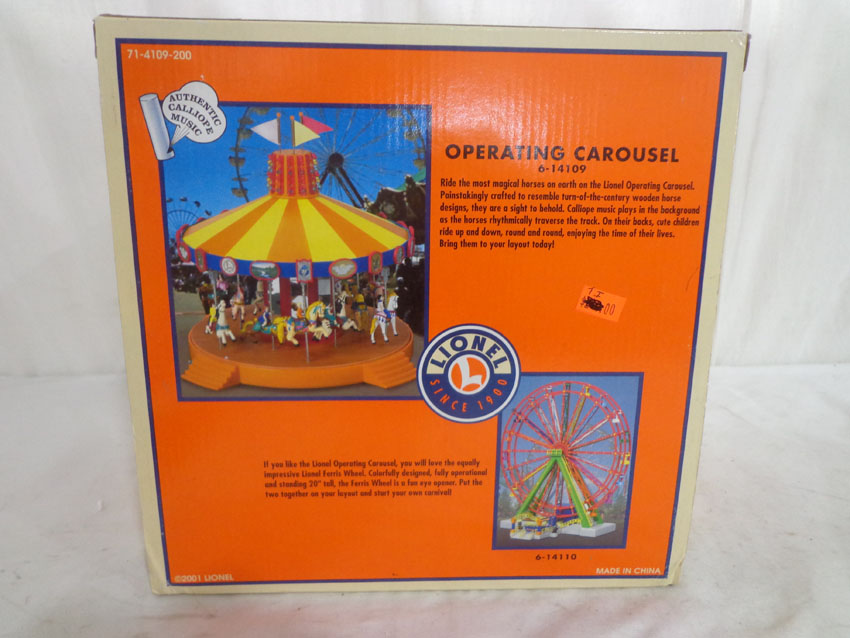 71-4109-200
AUTHENTIC
CALLIOPE
MUSIC
OPERATING CAROUSEL
6-14109
Ride the most magical horses on earth on the Lionel Operating Carousel.
Painstakingly crafted to resemble turn-of-the-century wooden horse
designs, they are a sight to behold. Calliope music plays in the background
as the horses rhythmically traverse the track. On their backs, cute children
ride up and down, round and round, enjoying the time of their lives.
Bring them to your layout today!
T.I
00
LIONEL
L
SINCE 1900
If you like the Lionel Operating Carousel, you will love the equally
impressive Lionel Ferris Wheel. Colorfully designed, fully operational
and standing 20" tall, the Ferris Wheel is a fun eye opener. Put the
two together on your layout and start your own carnival!
6-14110
©2001 LIONEL
MADE IN CHINA